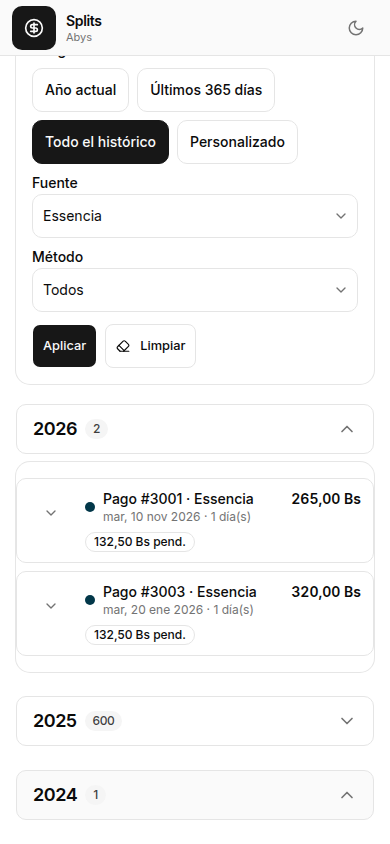 Splits
Abys
Año actual
Últimos 365 días
Todo el histórico
Personalizado
Fuente
Essencia
Método
Todos
Aplicar
Limpiar
2026 2
Pago #3001 · Essencia 265,00 Bs
mar, 10 nov 2026 · 1 día(s)
132,50 Bs pend.
Pago #3003 · Essencia 320,00 Bs
mar, 20 ene 2026 · 1 día(s)
132,50 Bs pend.
2025 600
2024 1